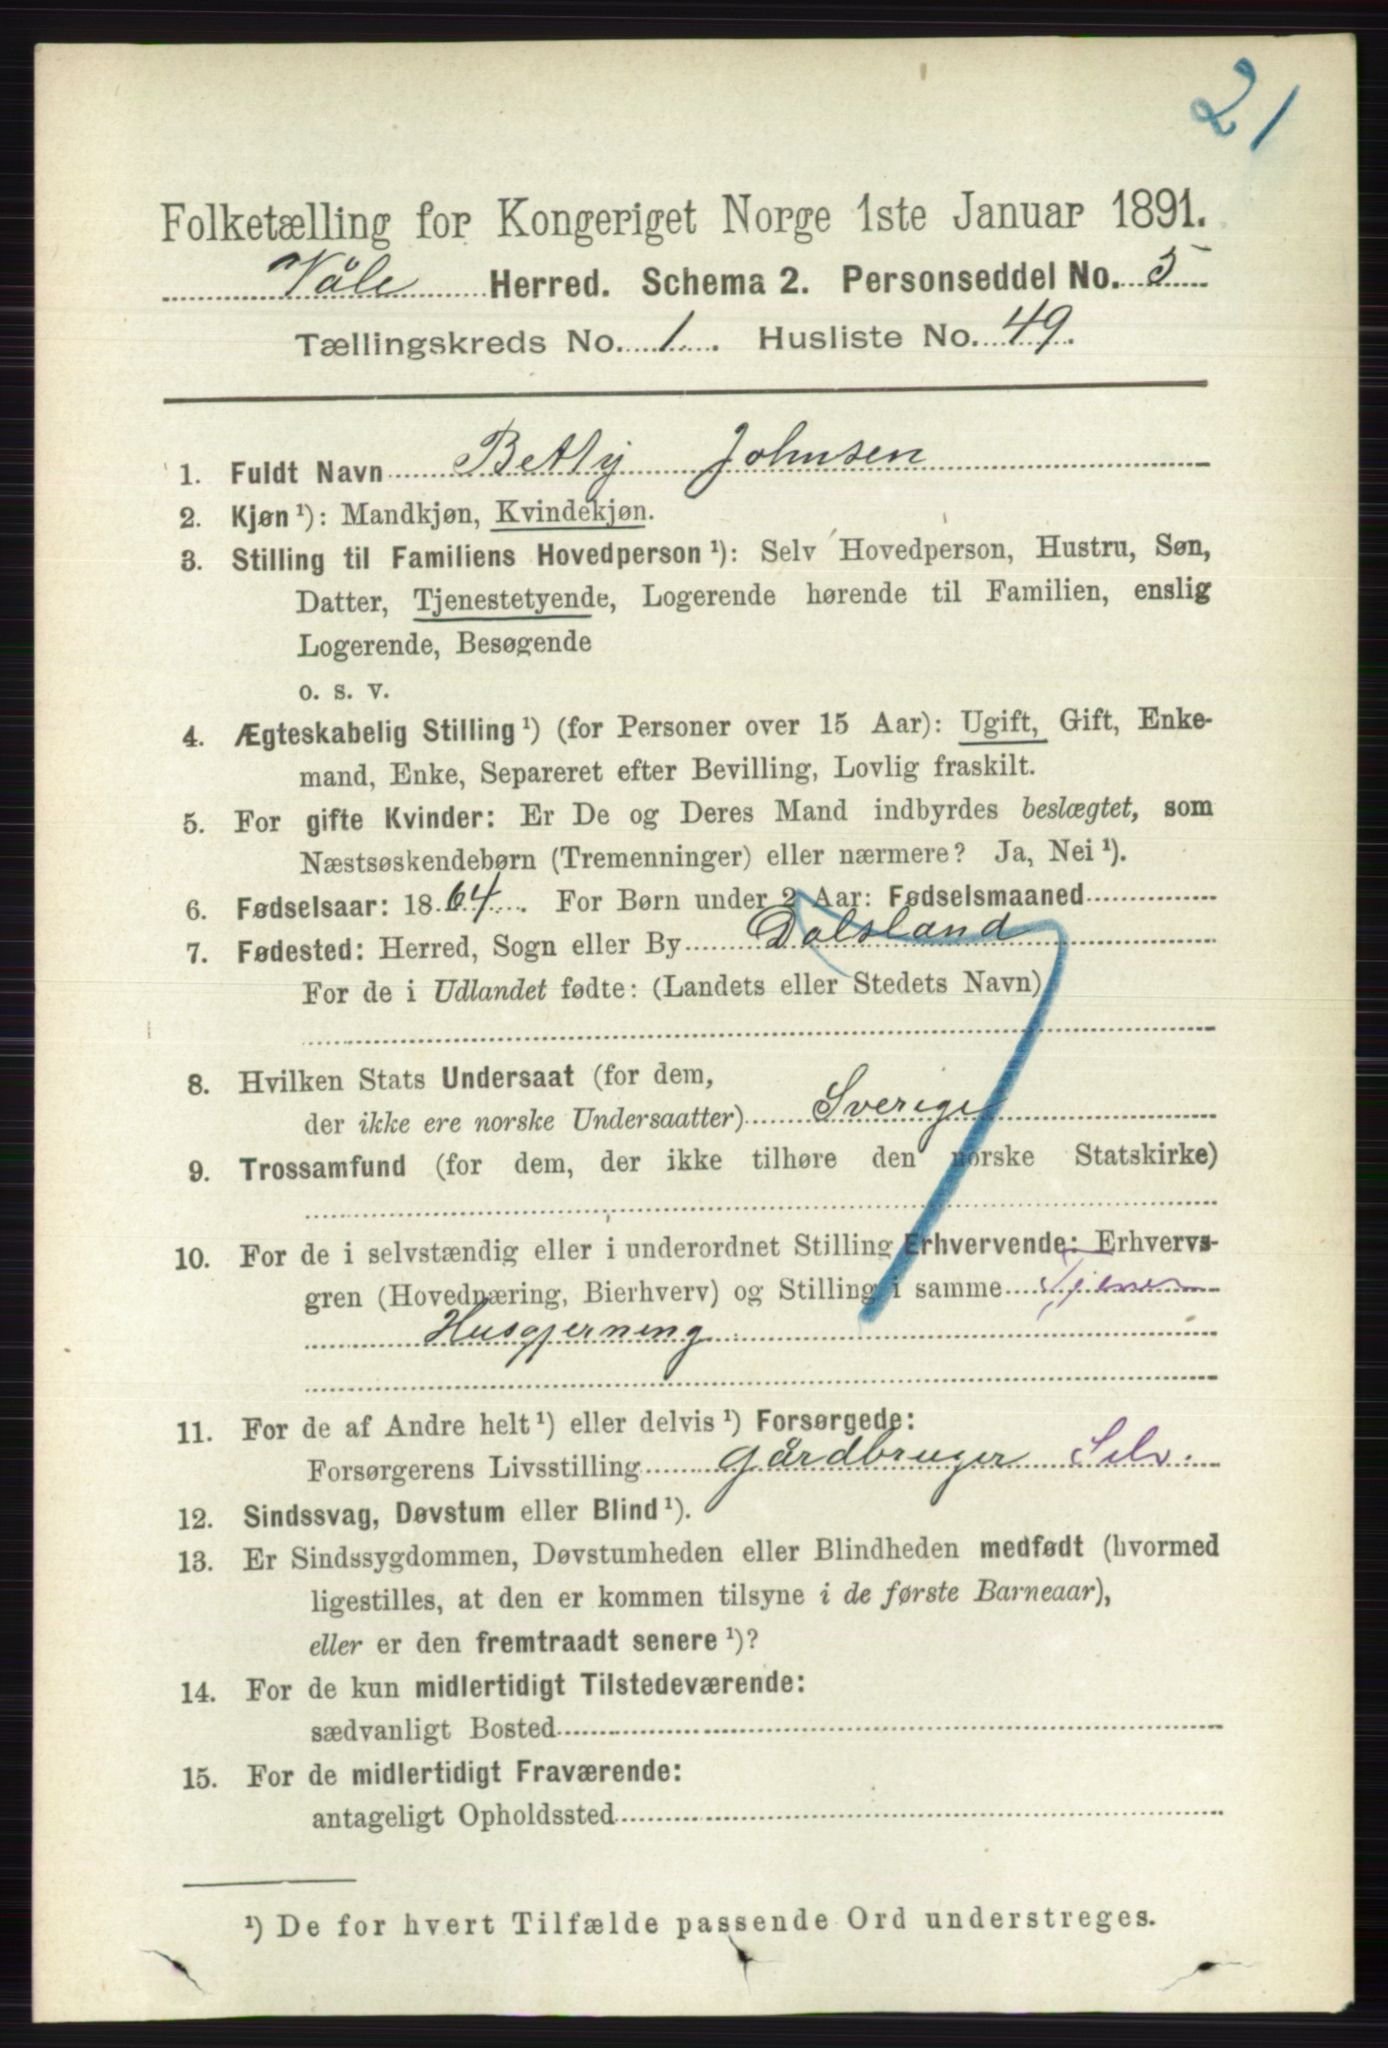 21
Folketælling for Kongeriget Norge 1ste Januar 1891.
Våle Herred. Schema 2. Personseddel No. 5
Tællingskreds No. 1. Husliste No. 49.
1. Fuldt Navn Betly Johnsen
2. Kjøn ¹): Mandkjøn, Kvindekjøn.
3. Stilling til Familiens Hovedperson ¹): Selv Hovedperson, Hustru, Søn,
Datter, Tjenestetyende, Logerende hørende til Familien, enslig
Logerende, Besøgende
o. s. v.
4. Ægteskabelig Stilling ¹) (for Personer over 15 Aar): Ugift, Gift, Enke-
mand, Enke, Separeret efter Bevilling, Lovlig fraskilt.
5. For gifte Kvinder: Er De og Deres Mand indbyrdes beslægtet, som
Næstsøskendebørn (Tremenninger) eller nærmere? Ja, Nei ¹).
6. Fødselsaar: 1864. For Børn under 2 Aar: Fødselsmaaned
7. Fødested: Herred, Sogn eller By Dalsland
For de i Udlandet fødte: (Landets eller Stedets Navn)
8. Hvilken Stats Undersaat (for dem,
der ikke ere norske Undersaatter) Sverige
9. Trossamfund (for dem, der ikke tilhøre den norske Statskirke)
10. For de i selvstændig eller i underordnet Stilling Erhvervende: Erhvervs-
gren (Hovednæring, Bierhverv) og Stilling i samme
Husgjerning
11. For de af Andre helt ¹) eller delvis ¹) Forsørgede:
Forsørgerens Livsstilling gårdbruger Selv.
12. Sindssvag, Døvstum eller Blind ¹).
13. Er Sindssygdommen, Døvstumheden eller Blindheden medfødt (hvormed
ligestilles, at den er kommen tilsyne i de første Barneaar),
eller er den fremtraadt senere ¹)?
14. For de kun midlertidigt Tilstedeværende:
sædvanligt Bosted
15. For de midlertidigt Fraværende:
antageligt Opholdssted
¹) De for hvert Tilfælde passende Ord understreges.